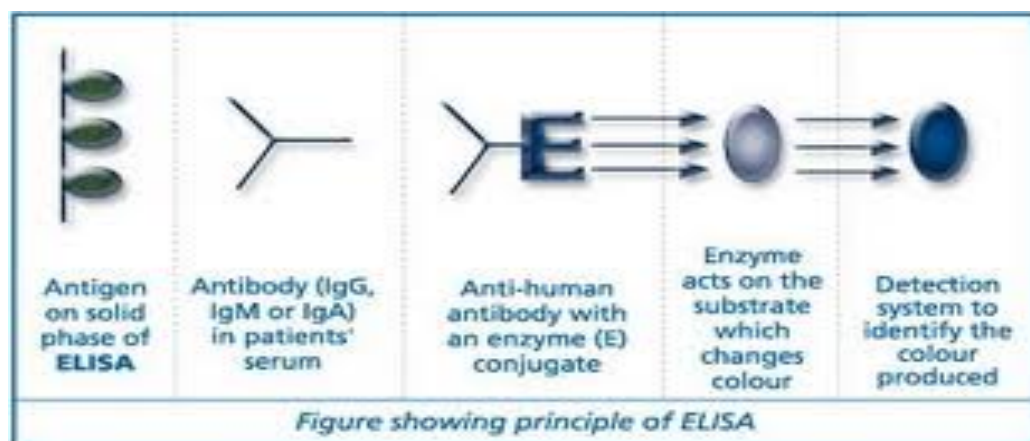 E
Antigen
on solid
phase of
ELISA
Antibody (IgG,
IgM or IgA)
in patients'
serum
Anti-human
antibody with
an enzyme (E)
conjugate
Enzyme
acts on the
substrate
which
changes
colour
Detection
system to
identify the
colour
produced
Figure showing principle of ELISA